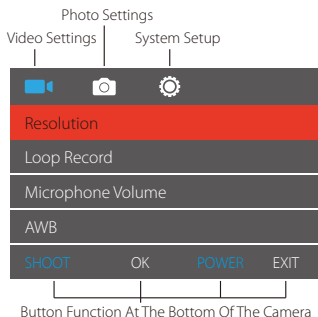 Photo Settings
Video Settings System Setup
Resolution
Loop Record
Microphone Volume
AWB
SHOOT OK POWER EXIT
Button Function At The Bottom Of The Camera